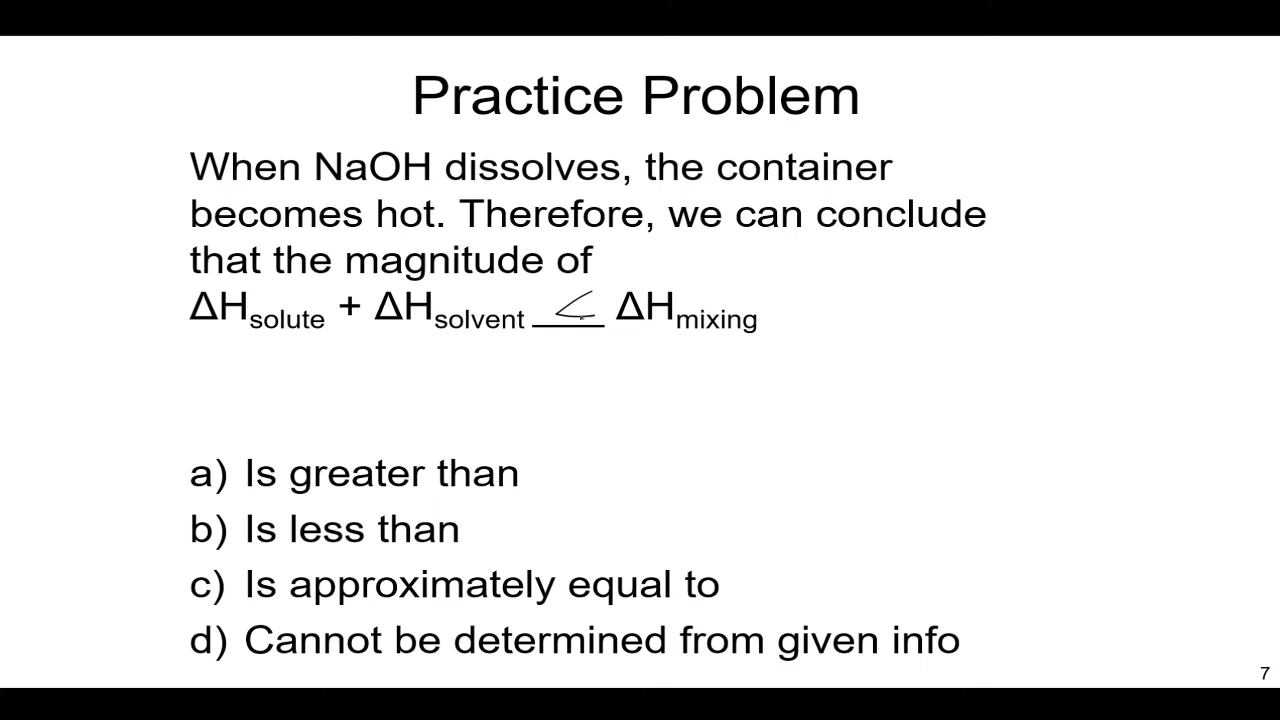 Practice Problem
When NaOH dissolves, the container
becomes hot. Therefore, we can conclude
that the magnitude of
ΔHsolute + ΔHsolvent < ΔHmixing
a) Is greater than
b) Is less than
c) Is approximately equal to
d) Cannot be determined from given info
7